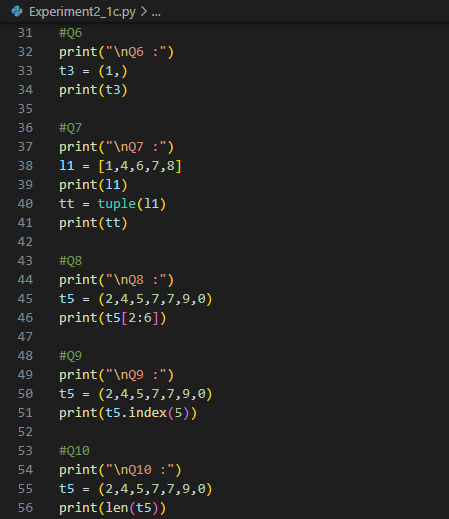 Experiment2_1c.py > ...
31 #Q6
32 print("\nQ6 :")
33 t3 = (1,)
34 print(t3)
35
36 #Q7
37 print("\nQ7 :")
38 l1 = [1,4,6,7,8]
39 print(l1)
40 tt = tuple(l1)
41 print(tt)
42
43 #Q8
44 print("\nQ8 :")
45 t5 = (2,4,5,7,7,9,0)
46 print(t5[2:6])
47
48 #Q9
49 print("\nQ9 :")
50 t5 = (2,4,5,7,7,9,0)
51 print(t5.index(5))
52
53 #Q10
54 print("\nQ10 :")
55 t5 = (2,4,5,7,7,9,0)
56 print(len(t5))